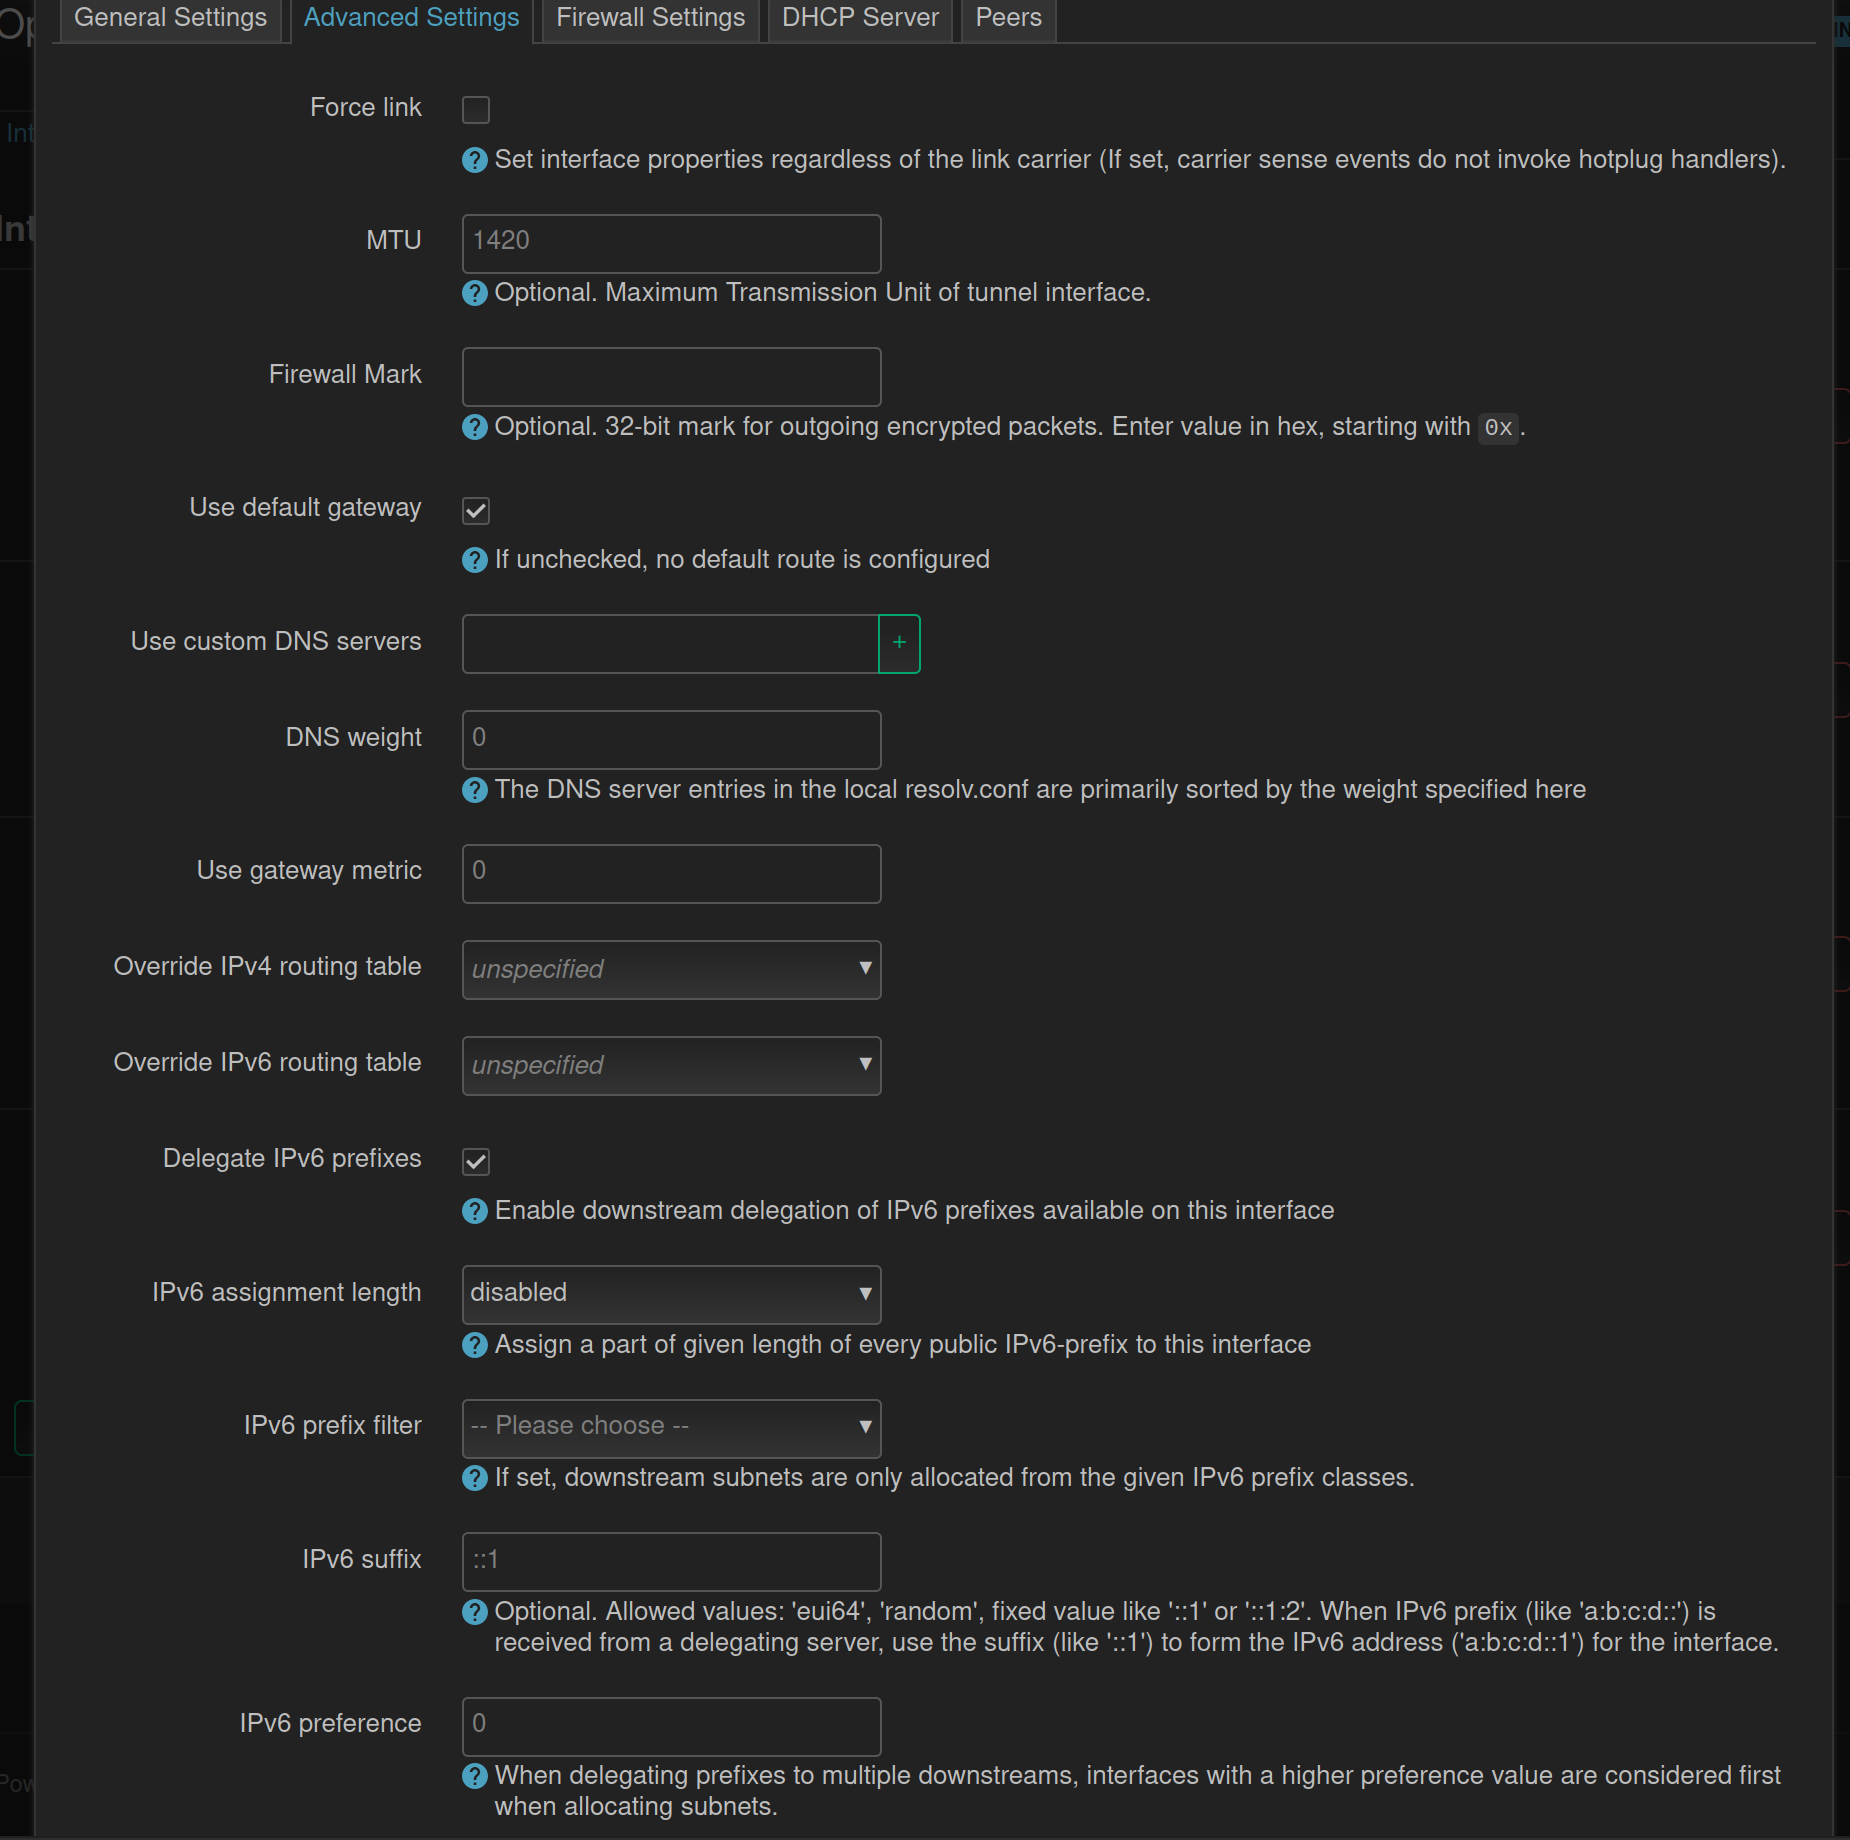 General Settings
Advanced Settings
Firewall Settings
DHCP Server
Peers
Force link
Set interface properties regardless of the link carrier (If set, carrier sense events do not invoke hotplug handlers).
MTU
1420
Optional. Maximum Transmission Unit of tunnel interface.
Firewall Mark
Optional. 32-bit mark for outgoing encrypted packets. Enter value in hex, starting with 0x.
Use default gateway
If unchecked, no default route is configured
Use custom DNS servers
+
DNS weight
0
The DNS server entries in the local resolv.conf are primarily sorted by the weight specified here
Use gateway metric
0
Override IPv4 routing table
unspecified
Override IPv6 routing table
unspecified
Delegate IPv6 prefixes
Enable downstream delegation of IPv6 prefixes available on this interface
IPv6 assignment length
disabled
Assign a part of given length of every public IPv6-prefix to this interface
IPv6 prefix filter
-- Please choose --
If set, downstream subnets are only allocated from the given IPv6 prefix classes.
IPv6 suffix
::1
Optional. Allowed values: 'eui64', 'random', fixed value like '::1' or '::1:2'. When IPv6 prefix (like 'a:b:c:d::') is
received from a delegating server, use the suffix (like '::1') to form the IPv6 address ('a:b:c:d::1') for the interface.
IPv6 preference
0
When delegating prefixes to multiple downstreams, interfaces with a higher preference value are considered first
when allocating subnets.